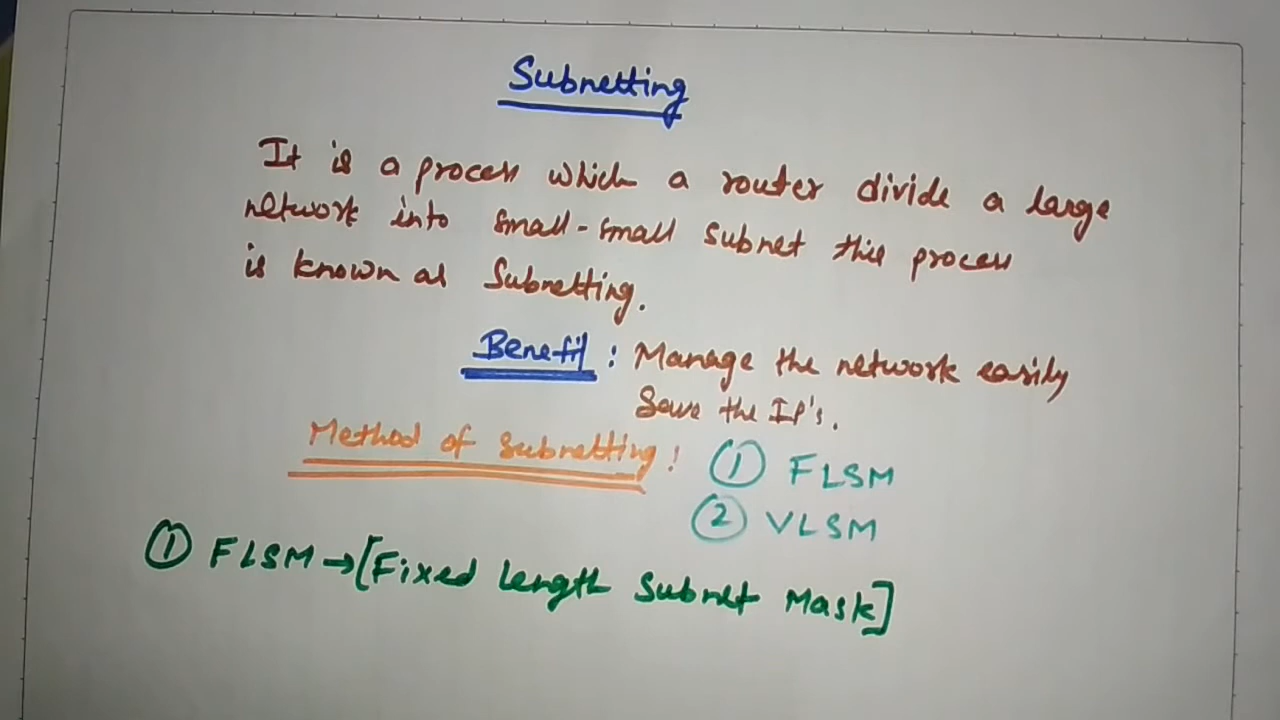 Subnetting
It is a process which a router divide a large
network into small-small subnet this process
is known as Subnetting.
Benefit : Manage the network easily
Save the IP's.
Method of Subnetting : ① FLSM
② VLSM
① FLSM → [Fixed Length Subnet Mask]